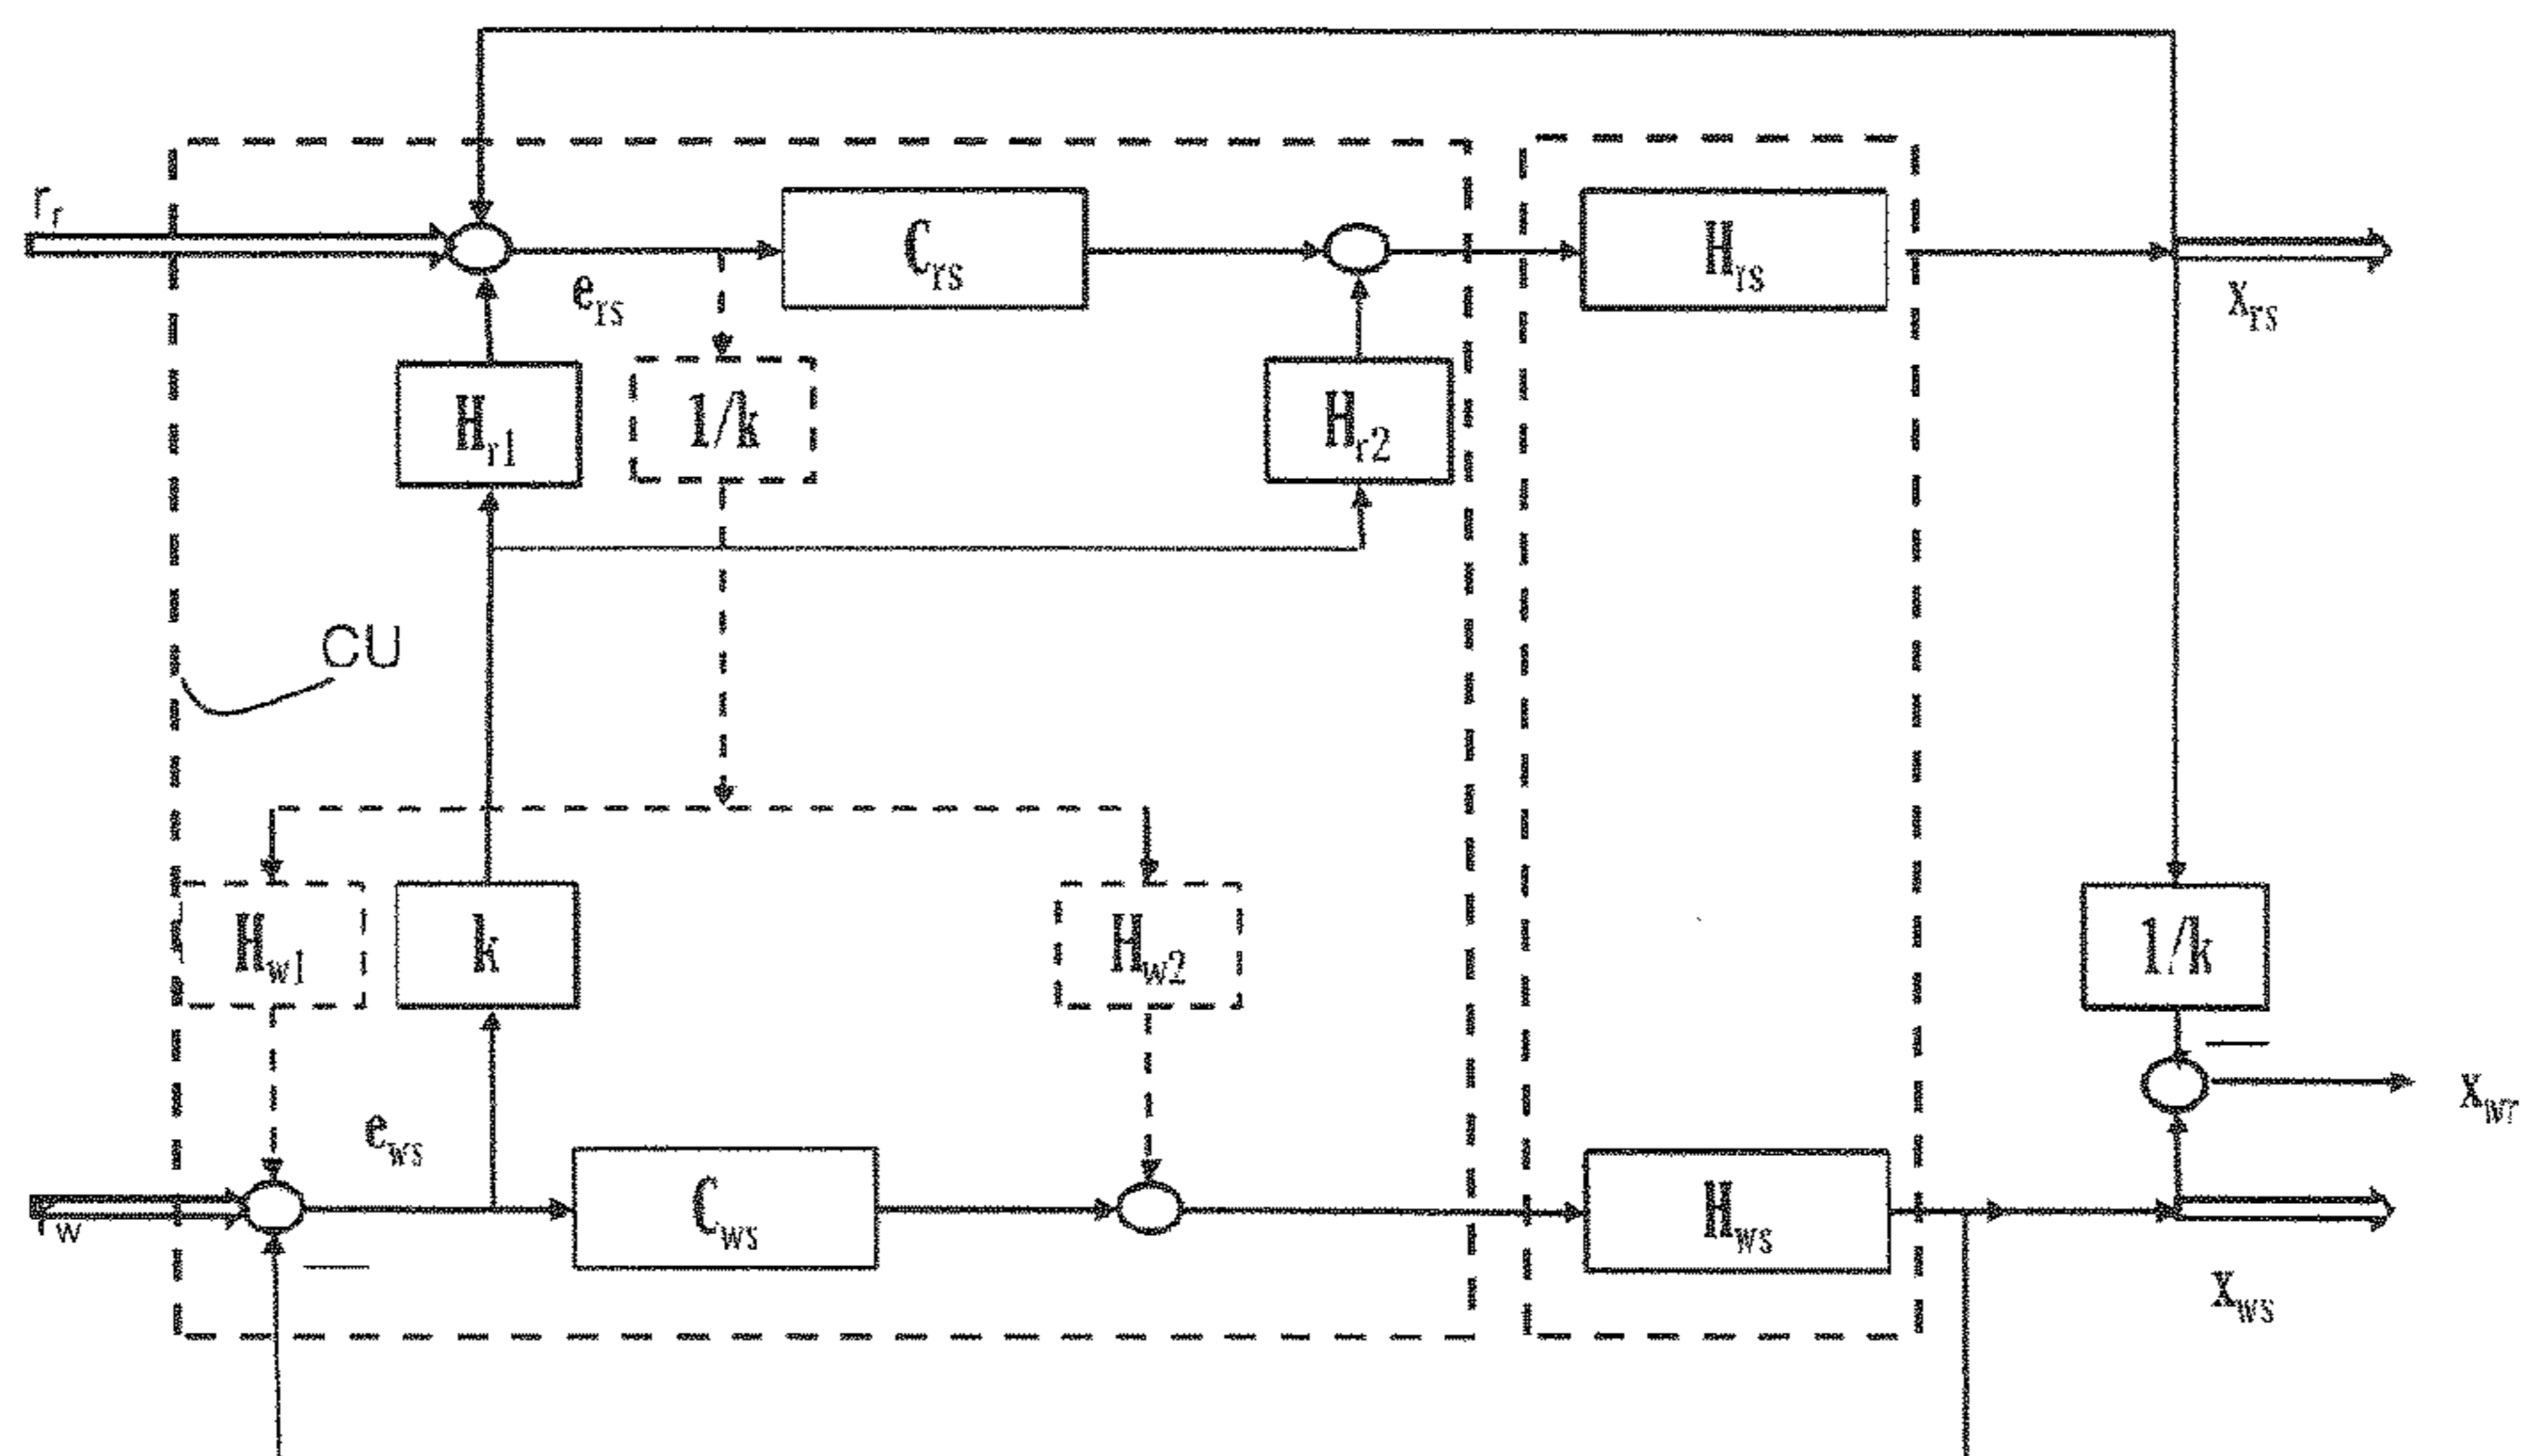 r_r
C_rs
H_rs
e_rs
X_rs
H_r1
1/k
H_r2
CU
H_w1
k
H_w2
1/k
X_wr
e_ws
r_w
C_ws
H_ws
X_ws